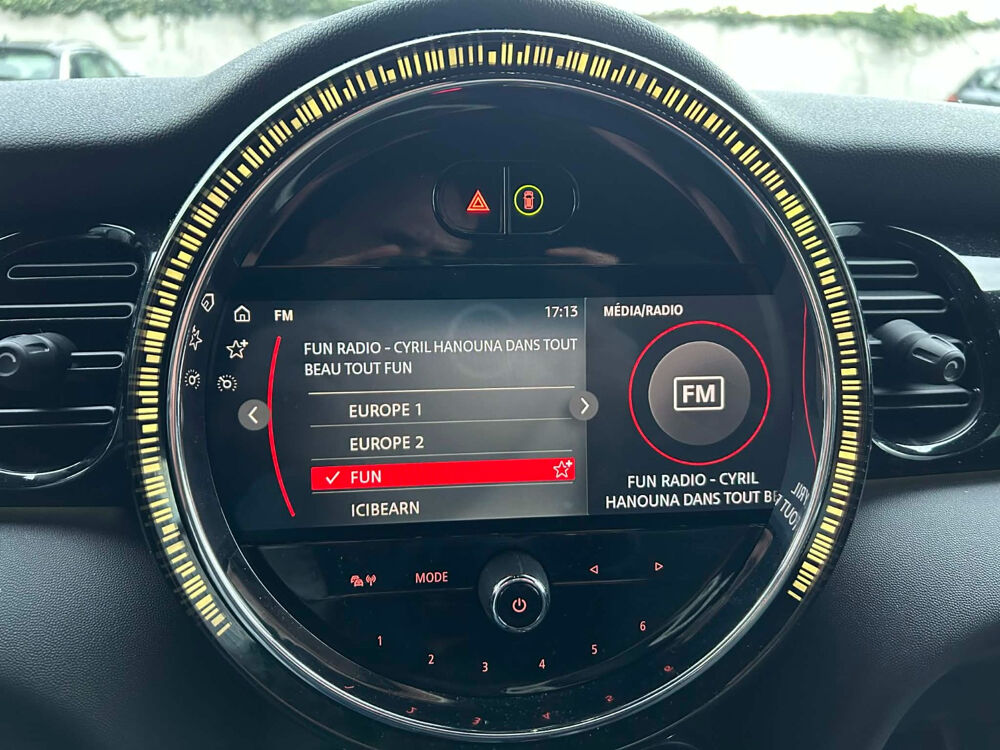 FM
17:13
MÉDIA/RADIO
FUN RADIO - CYRIL HANOUNA DANS TOUT
BEAU TOUT FUN
EUROPE 1
EUROPE 2
FUN
ICIBEARN
FM
FUN RADIO - CYRIL
HANOUNA DANS TOUT
MODE
1
2
3
4
5
6